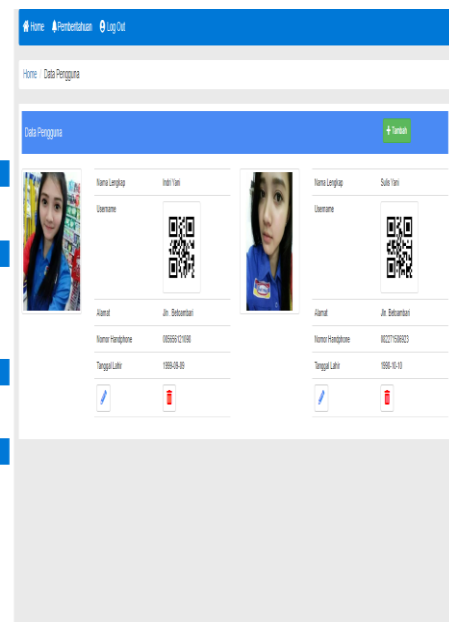 Home Pemberitahuan Log Out
Home / Data Pengguna
Data Pengguna
+ Tambah
Nama Lengkap Indri Yani
Username
Alamat Jln. Betoambari
Nomor Handphone
Tanggal Lahir 1999-09-09
Nama Lengkap Sulis Yani
Username
Alamat Jln. Betoambari
Nomor Handphone
Tanggal Lahir 1990-10-10